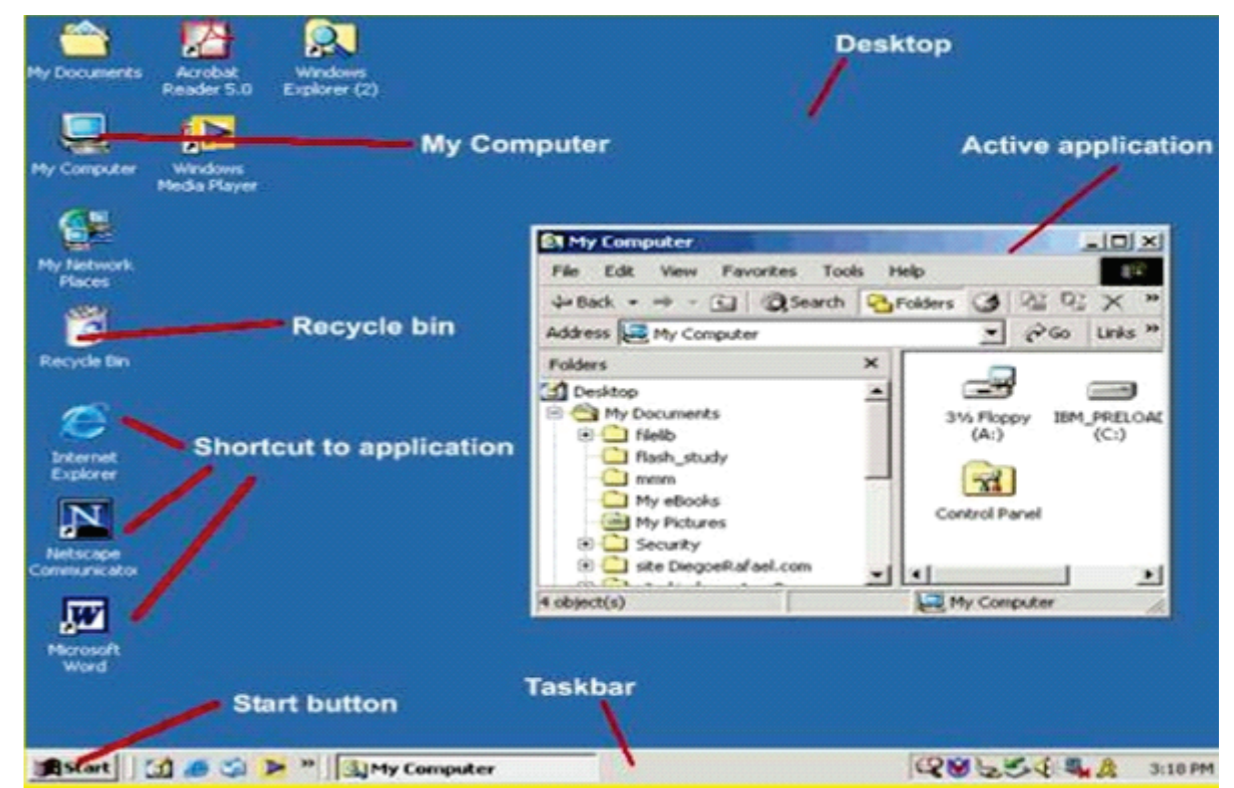 My Documents
Acrobat
Reader 5.0
Windows
Explorer (2)
Desktop
My Computer
Windows
Media Player
My Computer
Active application
My Network
Places
Recycle Bin
Recycle bin
Internet
Explorer
Shortcut to application
Netscape
Communicator
Microsoft
Word
My Computer
File Edit View Favorites Tools Help
Back Search Folders »
Address My Computer Go Links »
Folders
Desktop
My Documents
filelib
flash_study
mmm
My eBooks
My Pictures
Security
site DiegoeRafael.com
3½ Floppy
(A:)
IBM_PRELOAD
(C:)
Control Panel
4 object(s) My Computer
Start button
Taskbar
Start » My Computer 3:18 PM